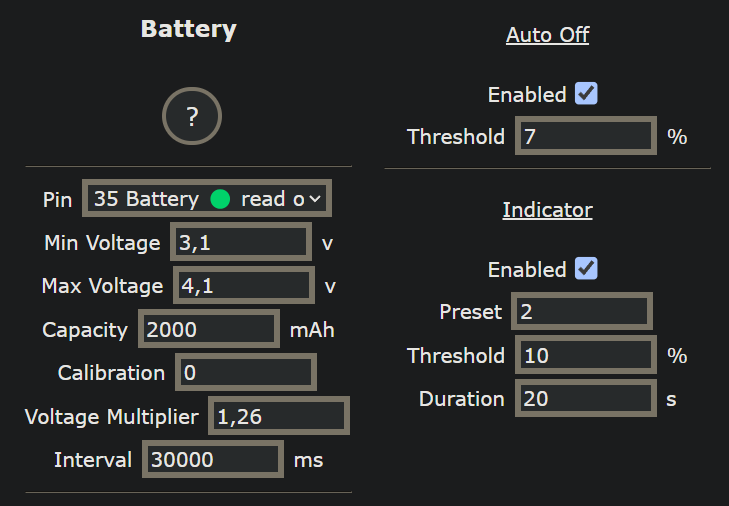 Battery
?
Pin 35 Battery read o
Min Voltage 3,1 v
Max Voltage 4,1 v
Capacity 2000 mAh
Calibration 0
Voltage Multiplier 1,26
Interval 30000 ms
Auto Off
Enabled
Threshold 7 %
Indicator
Enabled
Preset 2
Threshold 10 %
Duration 20 s